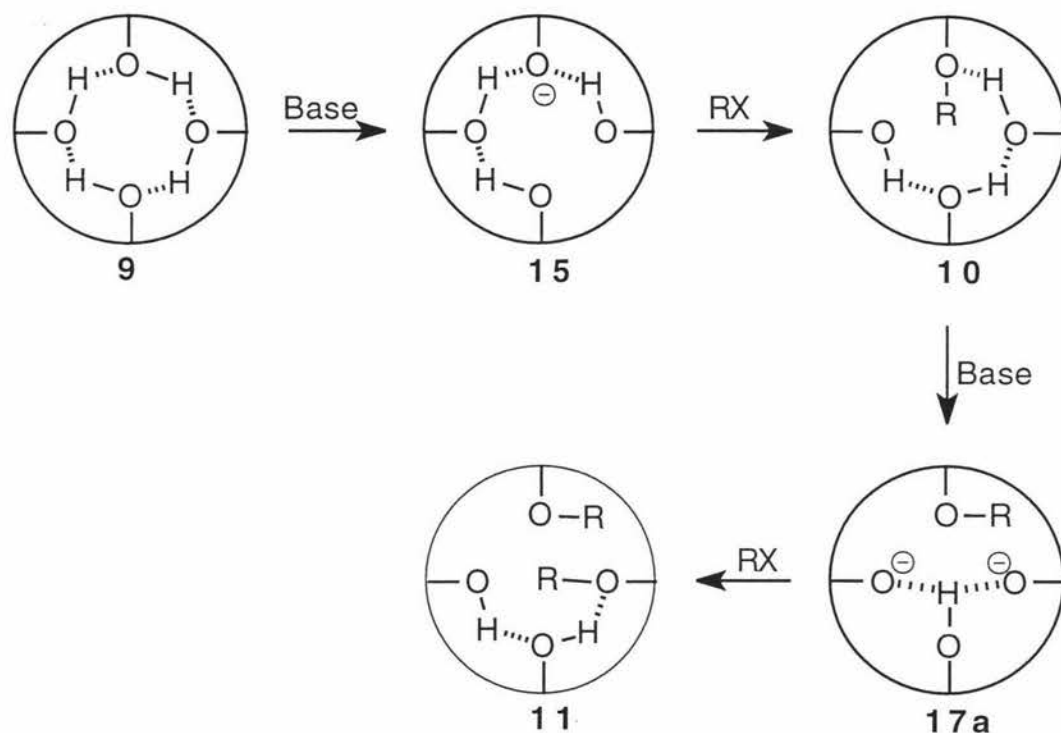 O H O H O H O H
9
Base
O H O H O H O
15
RX
O R H O H O H O
10
Base
O R O H O O
17a
RX
O R O R O H O H
11